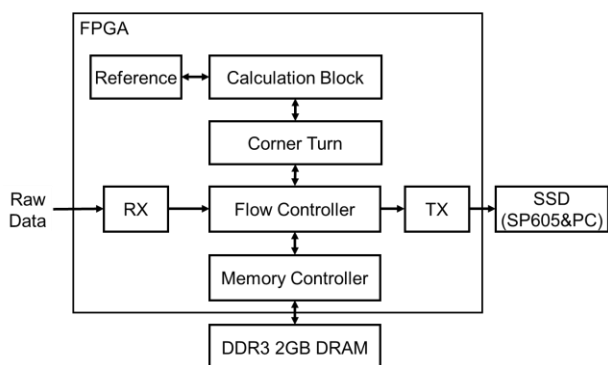 FPGA
Reference
Calculation Block
Corner Turn
Raw
Data
RX
Flow Controller
TX
SSD
(SP605&PC)
Memory Controller
DDR3 2GB DRAM